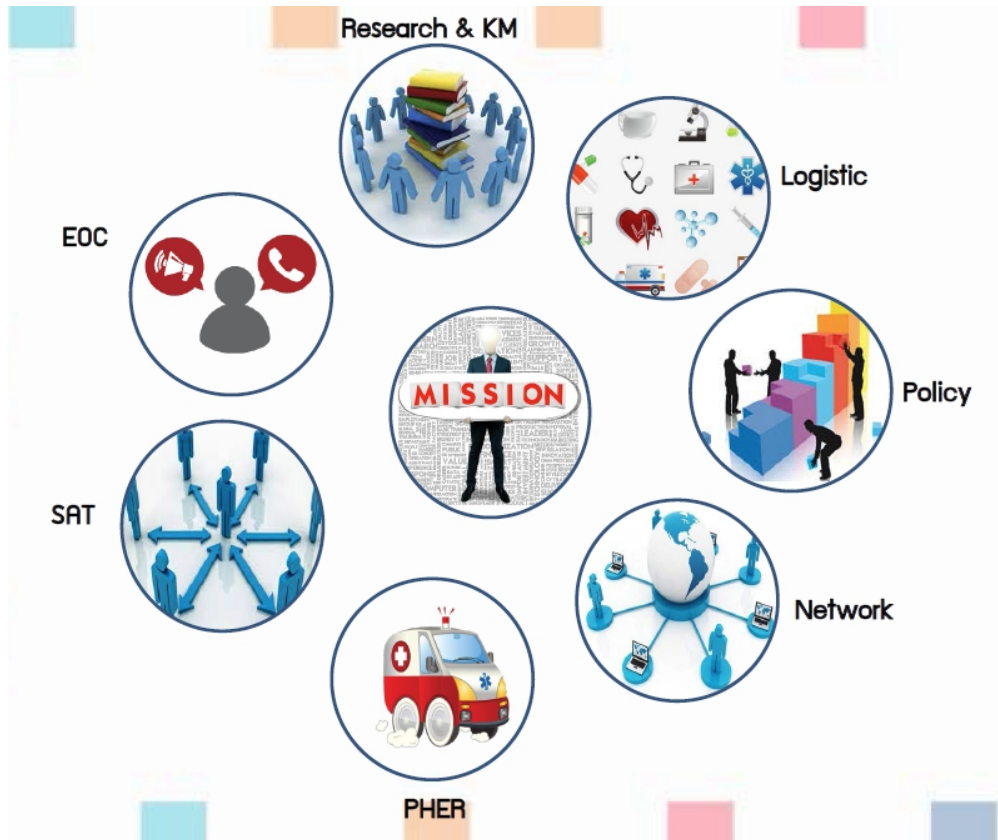 Research & KM
Logistic
EOC
MISSION
Policy
SAT
Network
PHER